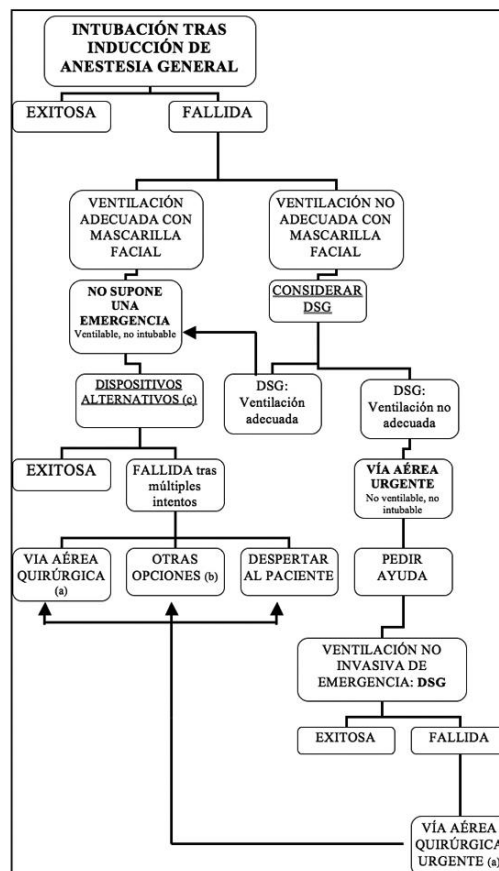 INTUBACIÓN TRAS
INDUCCIÓN DE
ANESTESIA GENERAL
EXITOSA
FALLIDA
VENTILACIÓN
ADECUADA CON
MASCARILLA
FACIAL
VENTILACIÓN NO
ADECUADA CON
MASCARILLA
FACIAL
NO SUPONE
UNA
EMERGENCIA
Ventilable, no intubable
CONSIDERAR
DSG
DISPOSITIVOS
ALTERNATIVOS (c)
DSG:
Ventilación
adecuada
DSG:
Ventilación no
adecuada
EXITOSA
FALLIDA tras
múltiples
intentos
VÍA AÉREA
URGENTE
No ventilable, no
intubable
VIA AÉREA
QUIRÚRGICA
(a)
OTRAS
OPCIONES (b)
DESPERTAR
AL PACIENTE
PEDIR
AYUDA
VENTILACIÓN NO
INVASIVA DE
EMERGENCIA: DSG
EXITOSA
FALLIDA
VÍA AÉREA
QUIRÚRGICA
URGENTE (a)